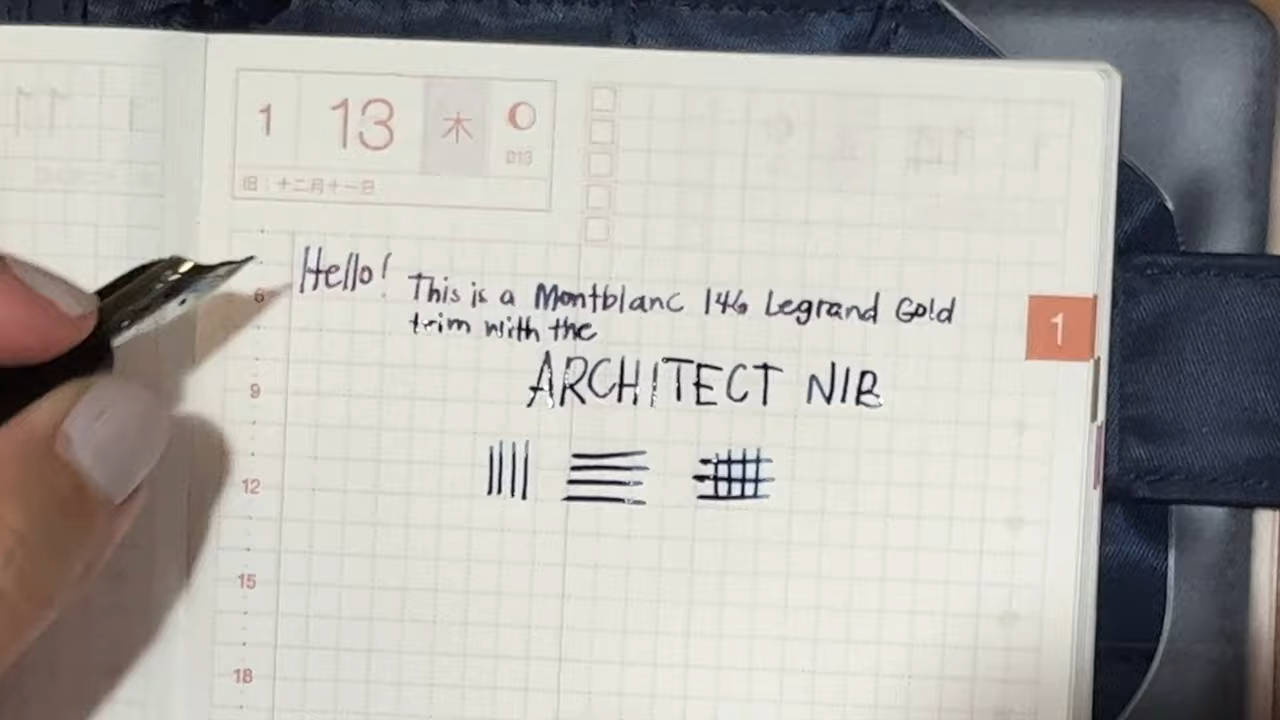 1 13 木
013
旧:十二月十一日
Hello! This is a Montblanc 146 Legrand Gold
trim with the
ARCHITECT NIB
1
6
9
12
15
18